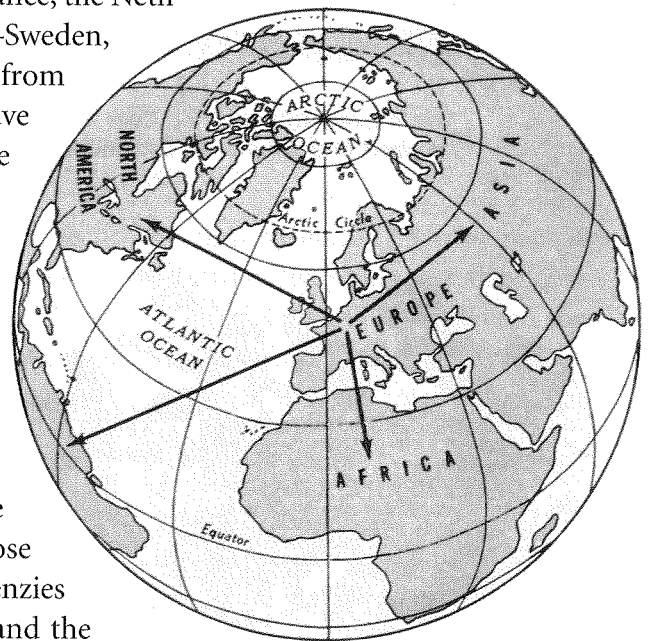 ance, the Neth
-Sweden,
from
ve
e
ARCTIC
OCEAN
NORTH
AMERICA
ASIA
Arctic Circle
EUROPE
ATLANTIC
OCEAN
AFRICA
Equator
e
ose
enzies
and the